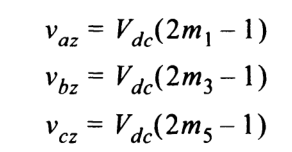 v_az = V_dc(2m_1 − 1)
v_bz = V_dc(2m_3 − 1)
v_cz = V_dc(2m_5 − 1)